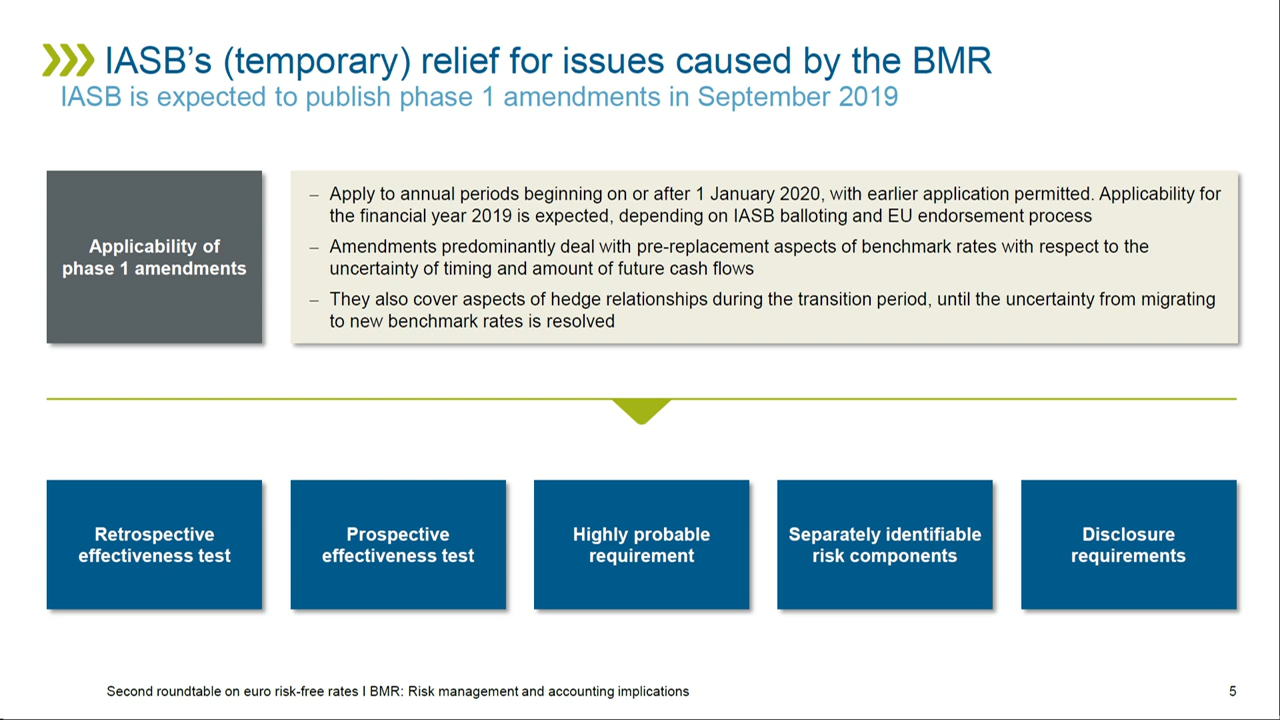 IASB’s (temporary) relief for issues caused by the BMR
IASB is expected to publish phase 1 amendments in September 2019
Applicability of
phase 1 amendments
– Apply to annual periods beginning on or after 1 January 2020, with earlier application permitted. Applicability for
the financial year 2019 is expected, depending on IASB balloting and EU endorsement process
– Amendments predominantly deal with pre-replacement aspects of benchmark rates with respect to the
uncertainty of timing and amount of future cash flows
– They also cover aspects of hedge relationships during the transition period, until the uncertainty from migrating
to new benchmark rates is resolved
Retrospective
effectiveness test
Prospective
effectiveness test
Highly probable
requirement
Separately identifiable
risk components
Disclosure
requirements
Second roundtable on euro risk-free rates I BMR: Risk management and accounting implications
5